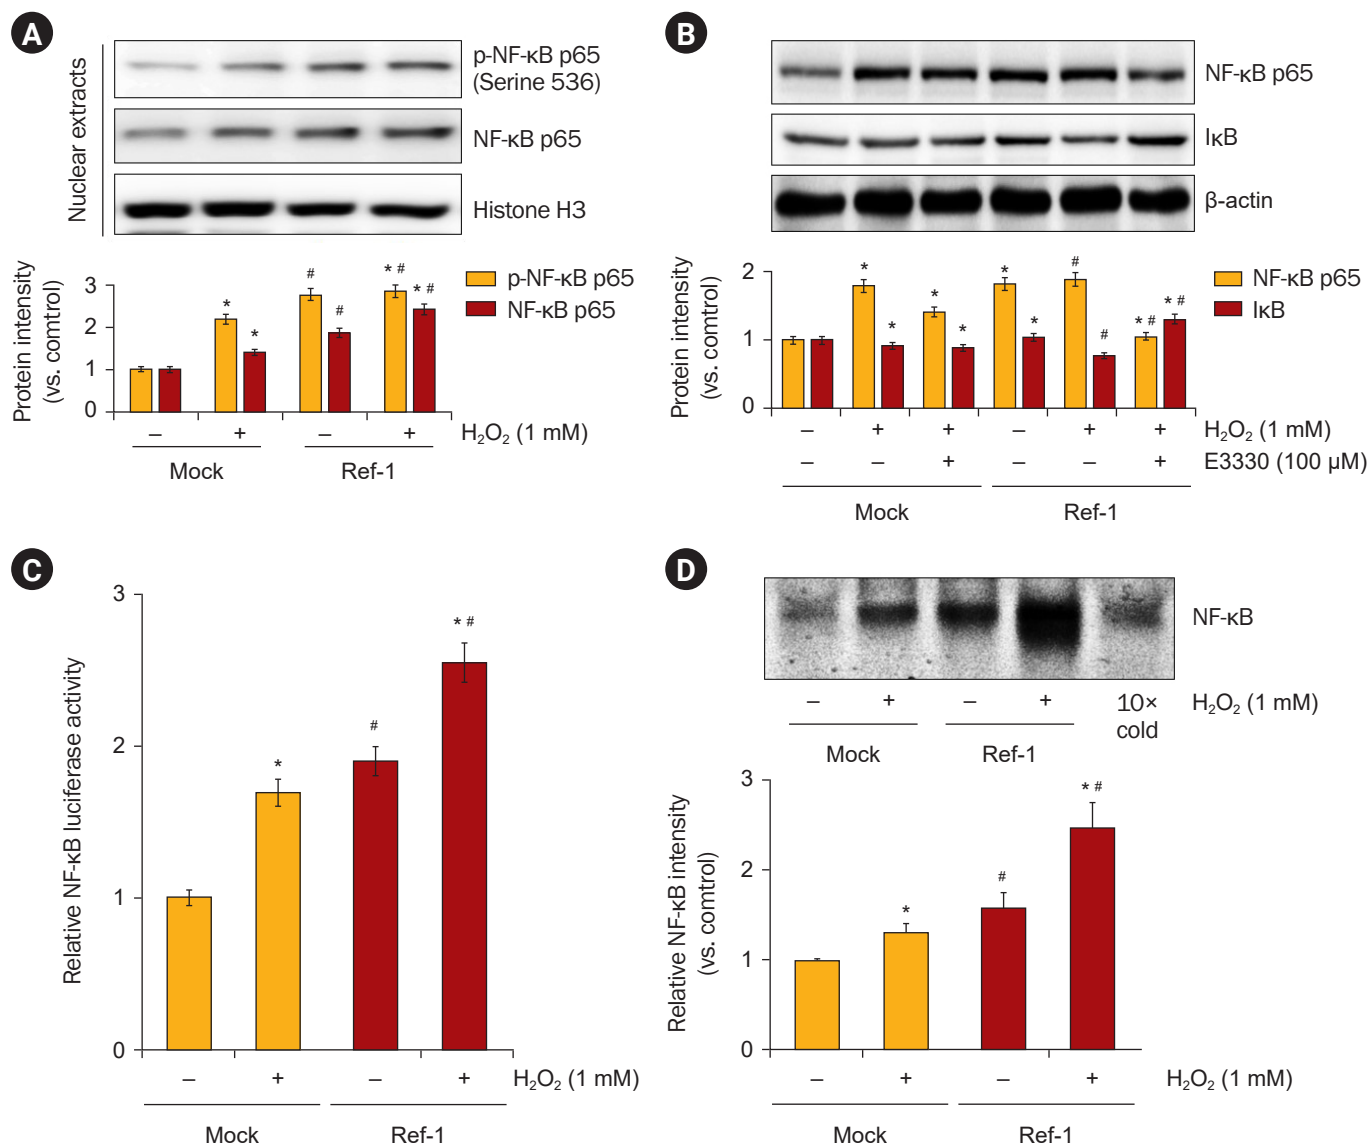 A
Nuclear extracts
p-NF-κB p65
(Serine 536)
NF-κB p65
Histone H3
Protein intensity
(vs. comtrol)
3
2
1
0
* * # # * # * #
p-NF-κB p65
NF-κB p65
– + – + H₂O₂ (1 mM)
Mock Ref-1
B
NF-κB p65
IκB
β-actin
Protein intensity
(vs. control)
2
1
0
* * * * * * # # * # * #
NF-κB p65
IκB
– + + – + + H₂O₂ (1 mM)
– – + – – + E3330 (100 μM)
Mock Ref-1
C
Relative NF-κB luciferase activity
3
2
1
0
* # * #
– + – + H₂O₂ (1 mM)
Mock Ref-1
D
NF-κB
– + – + 10× H₂O₂ (1 mM)
cold
Mock Ref-1
Relative NF-κB intensity
(vs. comtrol)
3
2
1
0
* # * #
– + – + H₂O₂ (1 mM)
Mock Ref-1